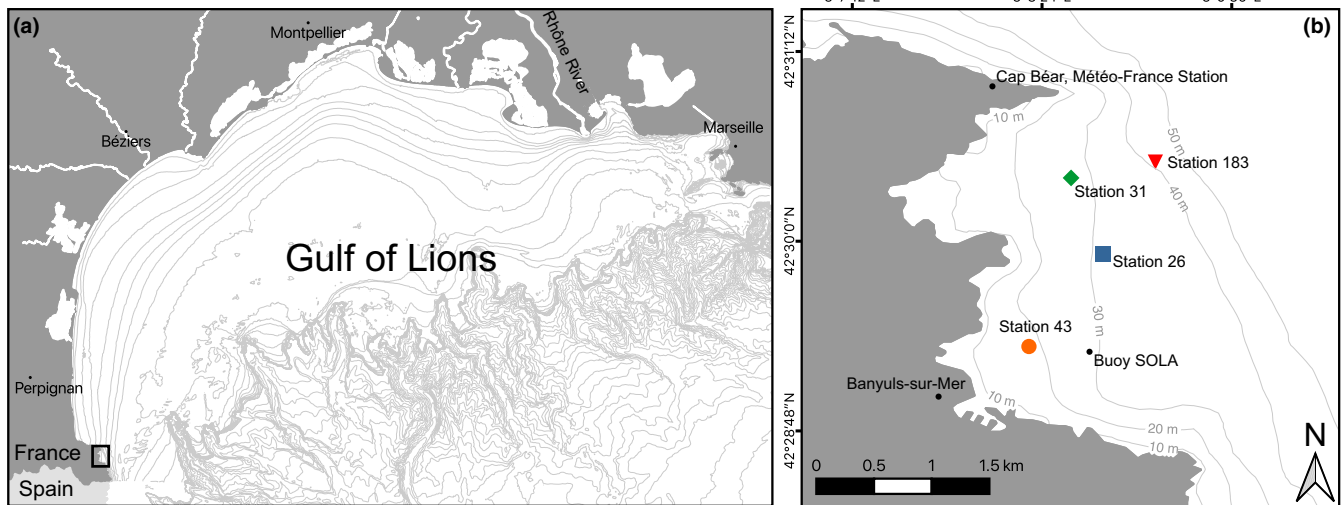 (a)
Montpellier
Rhône River
Béziers
Marseille
Gulf of Lions
Perpignan
France
Spain
(b)
42°31'12"N
Cap Béar, Météo-France Station
10 m
50 m
Station 183
40 m
Station 31
42°30'0"N
Station 26
30 m
Station 43
Buoy SOLA
Banyuls-sur-Mer
10 m
20 m
10 m
42°28'48"N
N
0 0.5 1 1.5 km